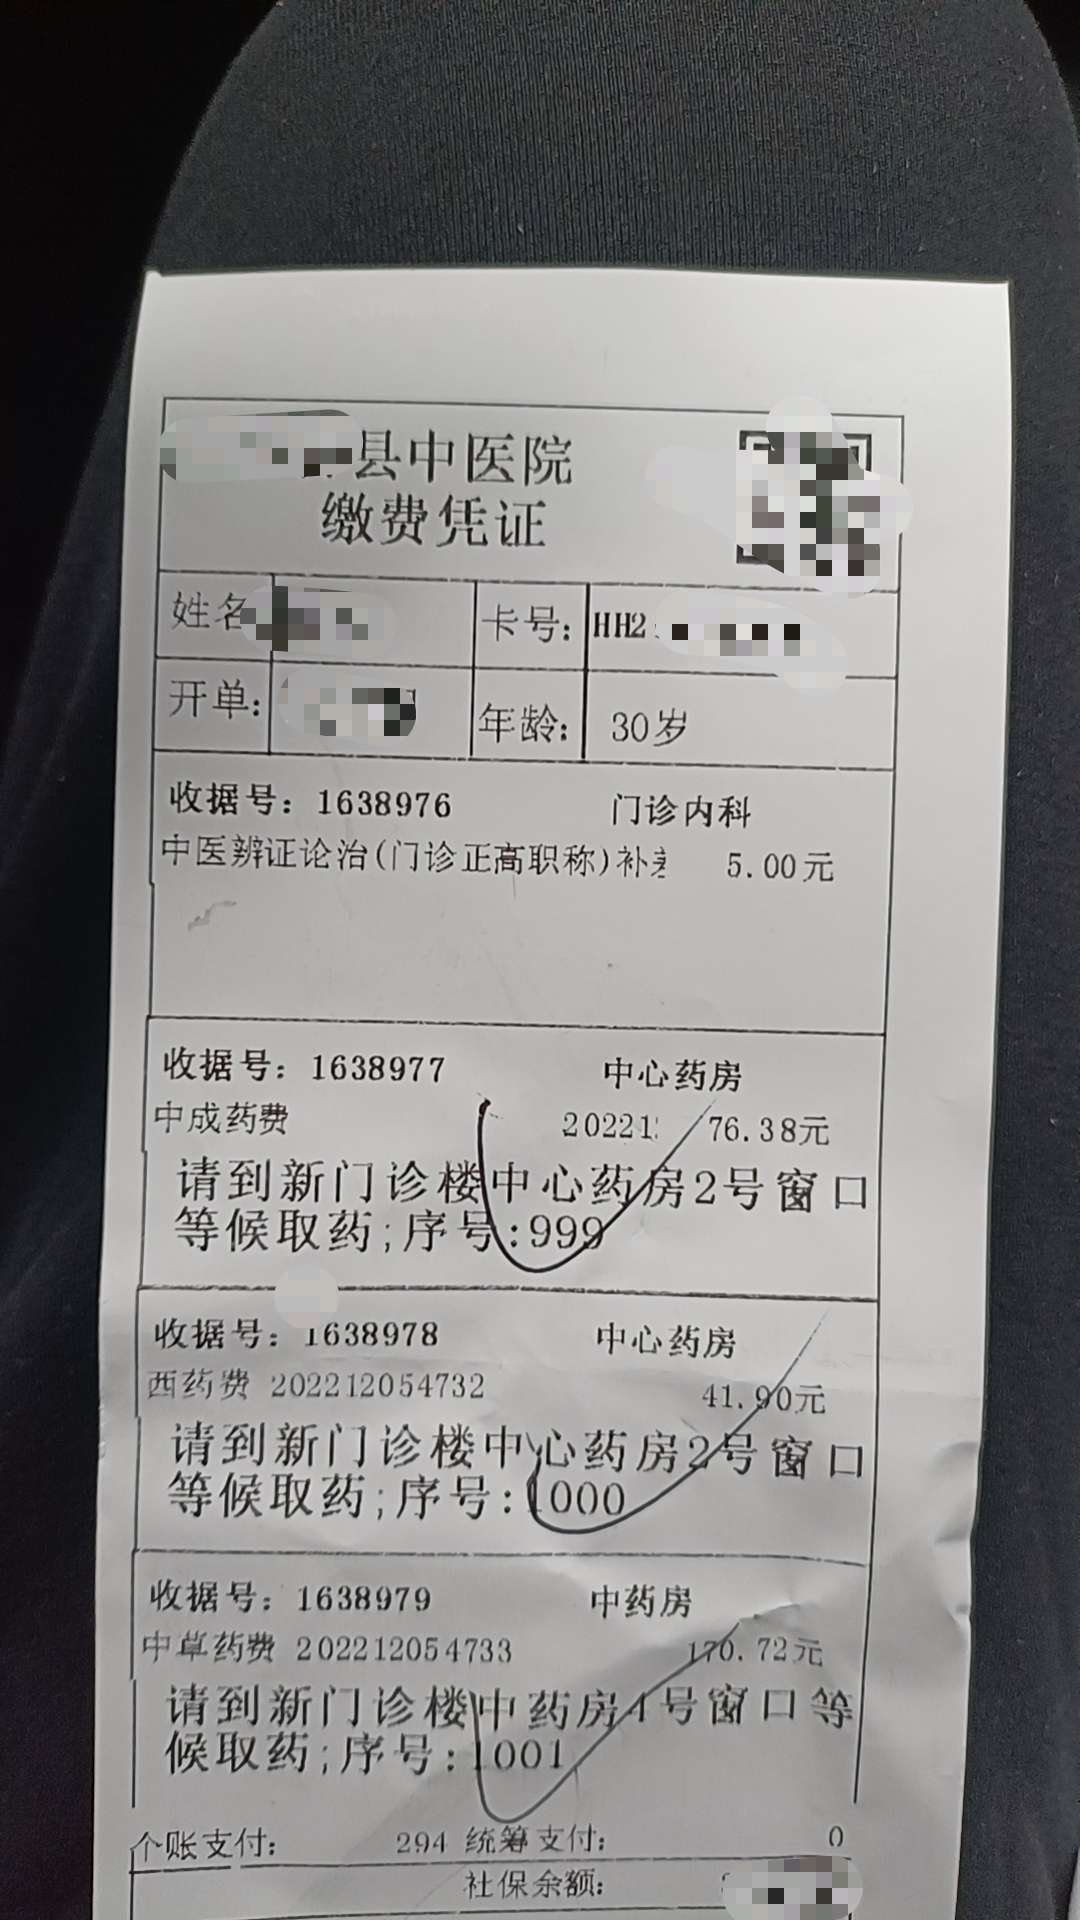 县中医院
缴费凭证
姓名
卡号: HH2
开单:
年龄: 30岁
收据号: 1638976 门诊内科
中医辨证论治(门诊正高职称)补 5.00元
收据号: 1638977 中心药房
中成药费 20221 76.38元
请到新门诊楼中心药房2号窗口
等候取药;序号:999
收据号: 1638978 中心药房
西药费 202212054732 41.90元
请到新门诊楼中心药房2号窗口
等候取药;序号:1000
收据号: 1638979 中药房
中草药费 202212054733 170.72元
请到新门诊楼中药房1号窗口等
候取药;序号:1001
个账支付: 294 统筹支付: 0
社保余额: